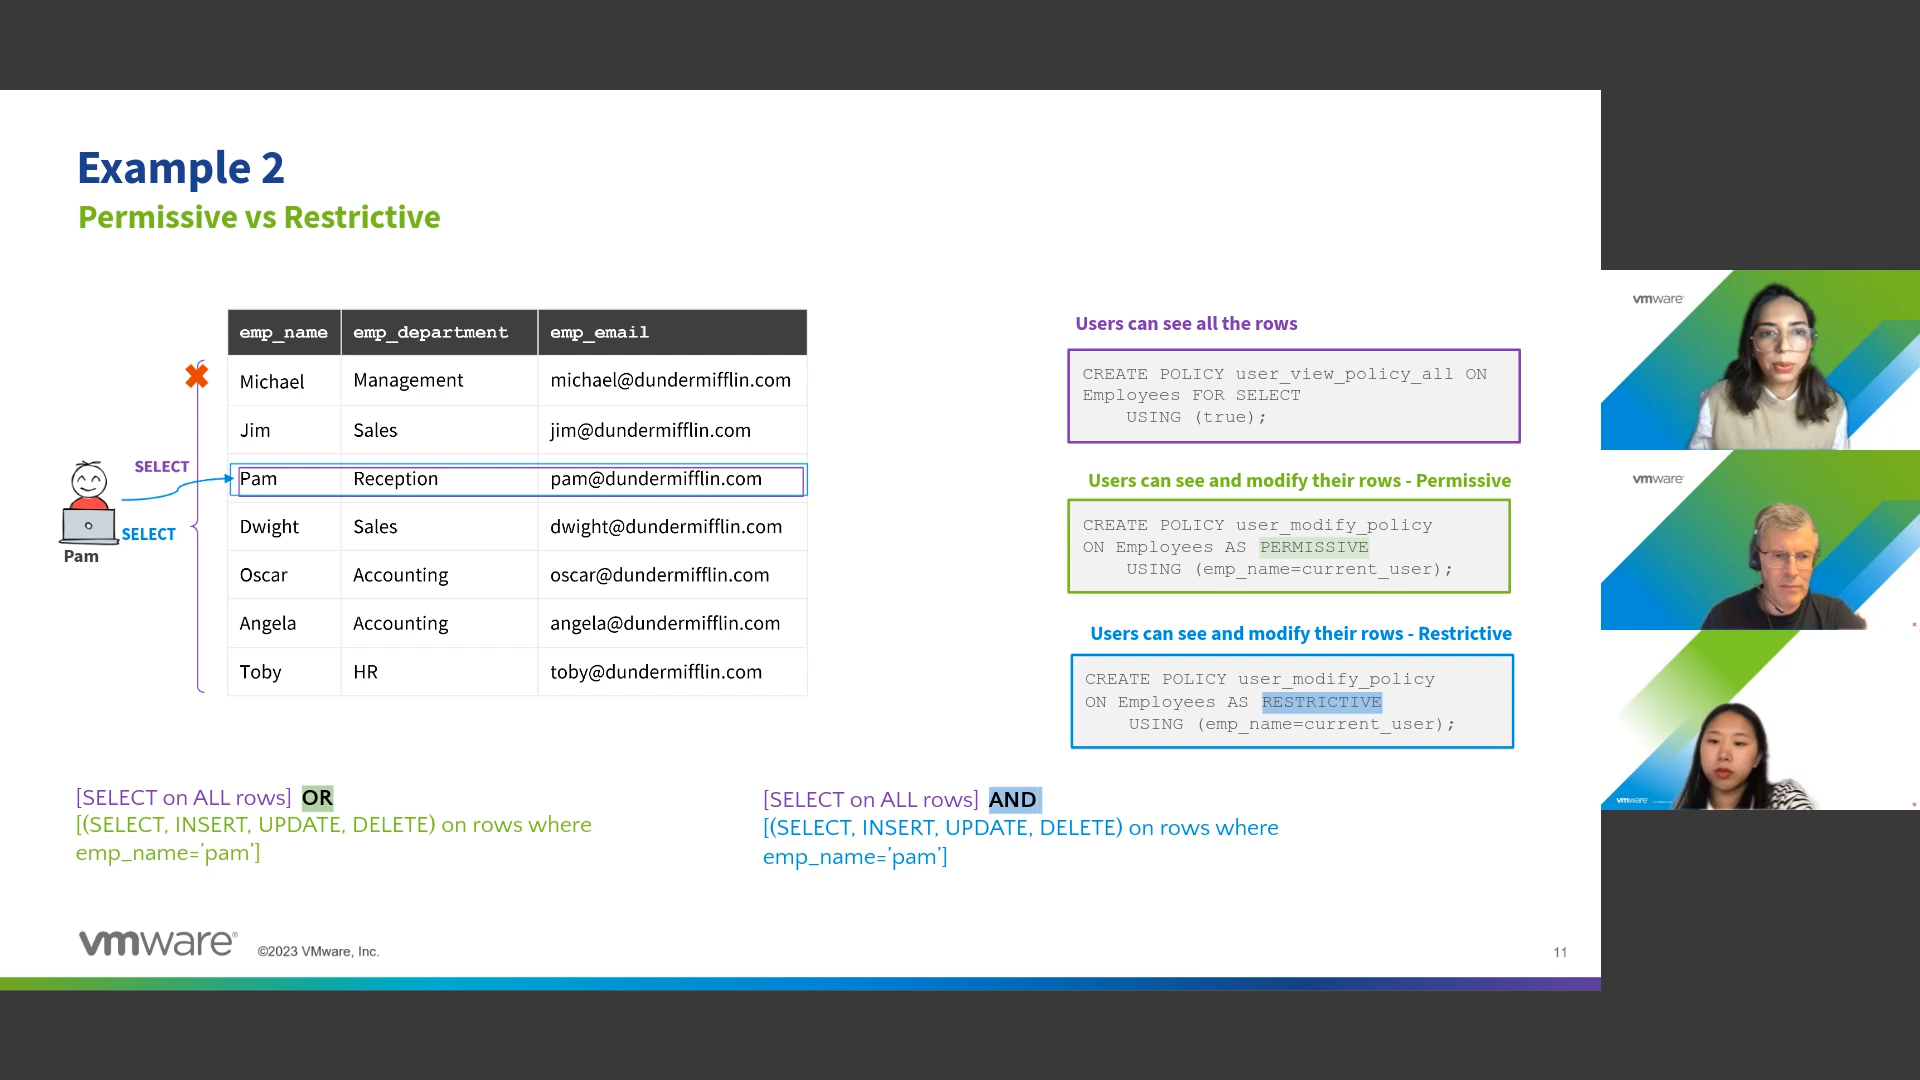 Example 2
Permissive vs Restrictive
emp_name emp_department emp_email
Michael Management michael@dundermifflin.com
Jim Sales jim@dundermifflin.com
Pam Reception pam@dundermifflin.com
Dwight Sales dwight@dundermifflin.com
Oscar Accounting oscar@dundermifflin.com
Angela Accounting angela@dundermifflin.com
Toby HR toby@dundermifflin.com
SELECT
SELECT
Pam
Users can see all the rows
CREATE POLICY user_view_policy_all ON
Employees FOR SELECT
USING (true);
Users can see and modify their rows - Permissive
CREATE POLICY user_modify_policy
ON Employees AS PERMISSIVE
USING (emp_name=current_user);
Users can see and modify their rows - Restrictive
CREATE POLICY user_modify_policy
ON Employees AS RESTRICTIVE
USING (emp_name=current_user);
[SELECT on ALL rows] OR
[(SELECT, INSERT, UPDATE, DELETE) on rows where
emp_name='pam']
[SELECT on ALL rows] AND
[(SELECT, INSERT, UPDATE, DELETE) on rows where
emp_name='pam']
vmware®
©2023 VMware, Inc.
11
vmware
vmware
vmware